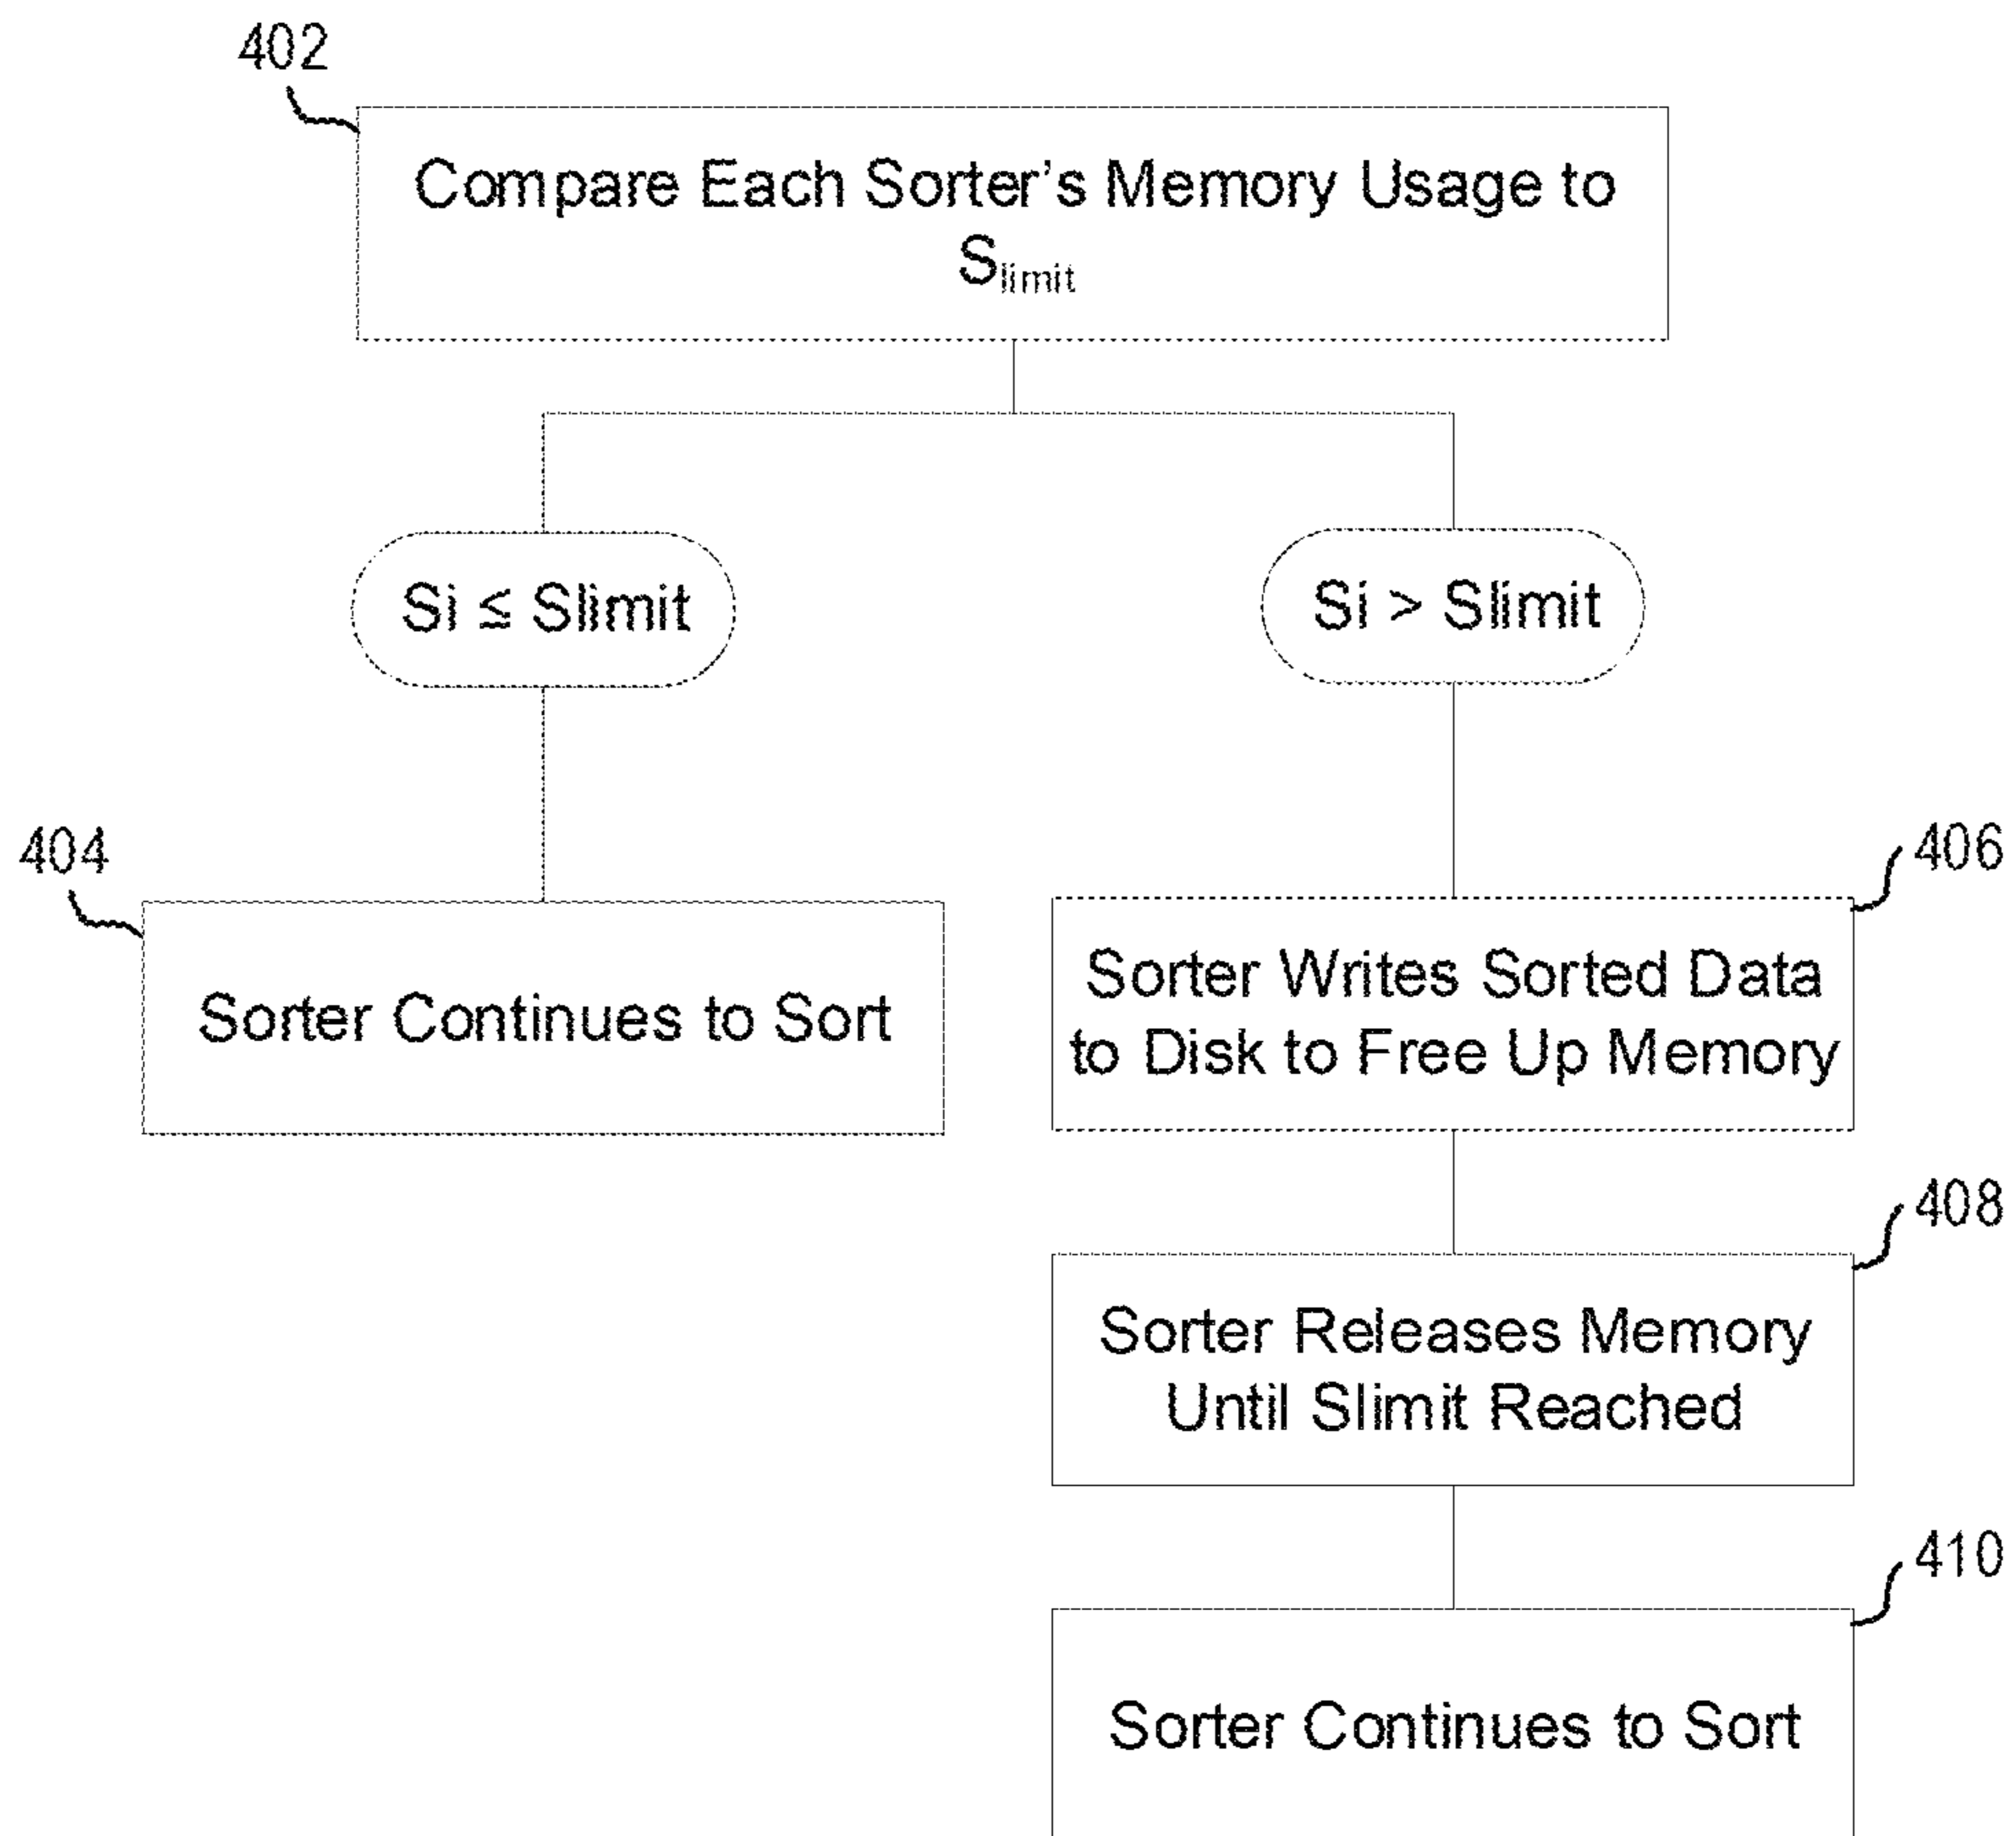 402
Compare Each Sorter's Memory Usage to
Slimit
Si ≤ Slimit
Si > Slimit
404
406
Sorter Continues to Sort
Sorter Writes Sorted Data
to Disk to Free Up Memory
408
Sorter Releases Memory
Until Slimit Reached
410
Sorter Continues to Sort